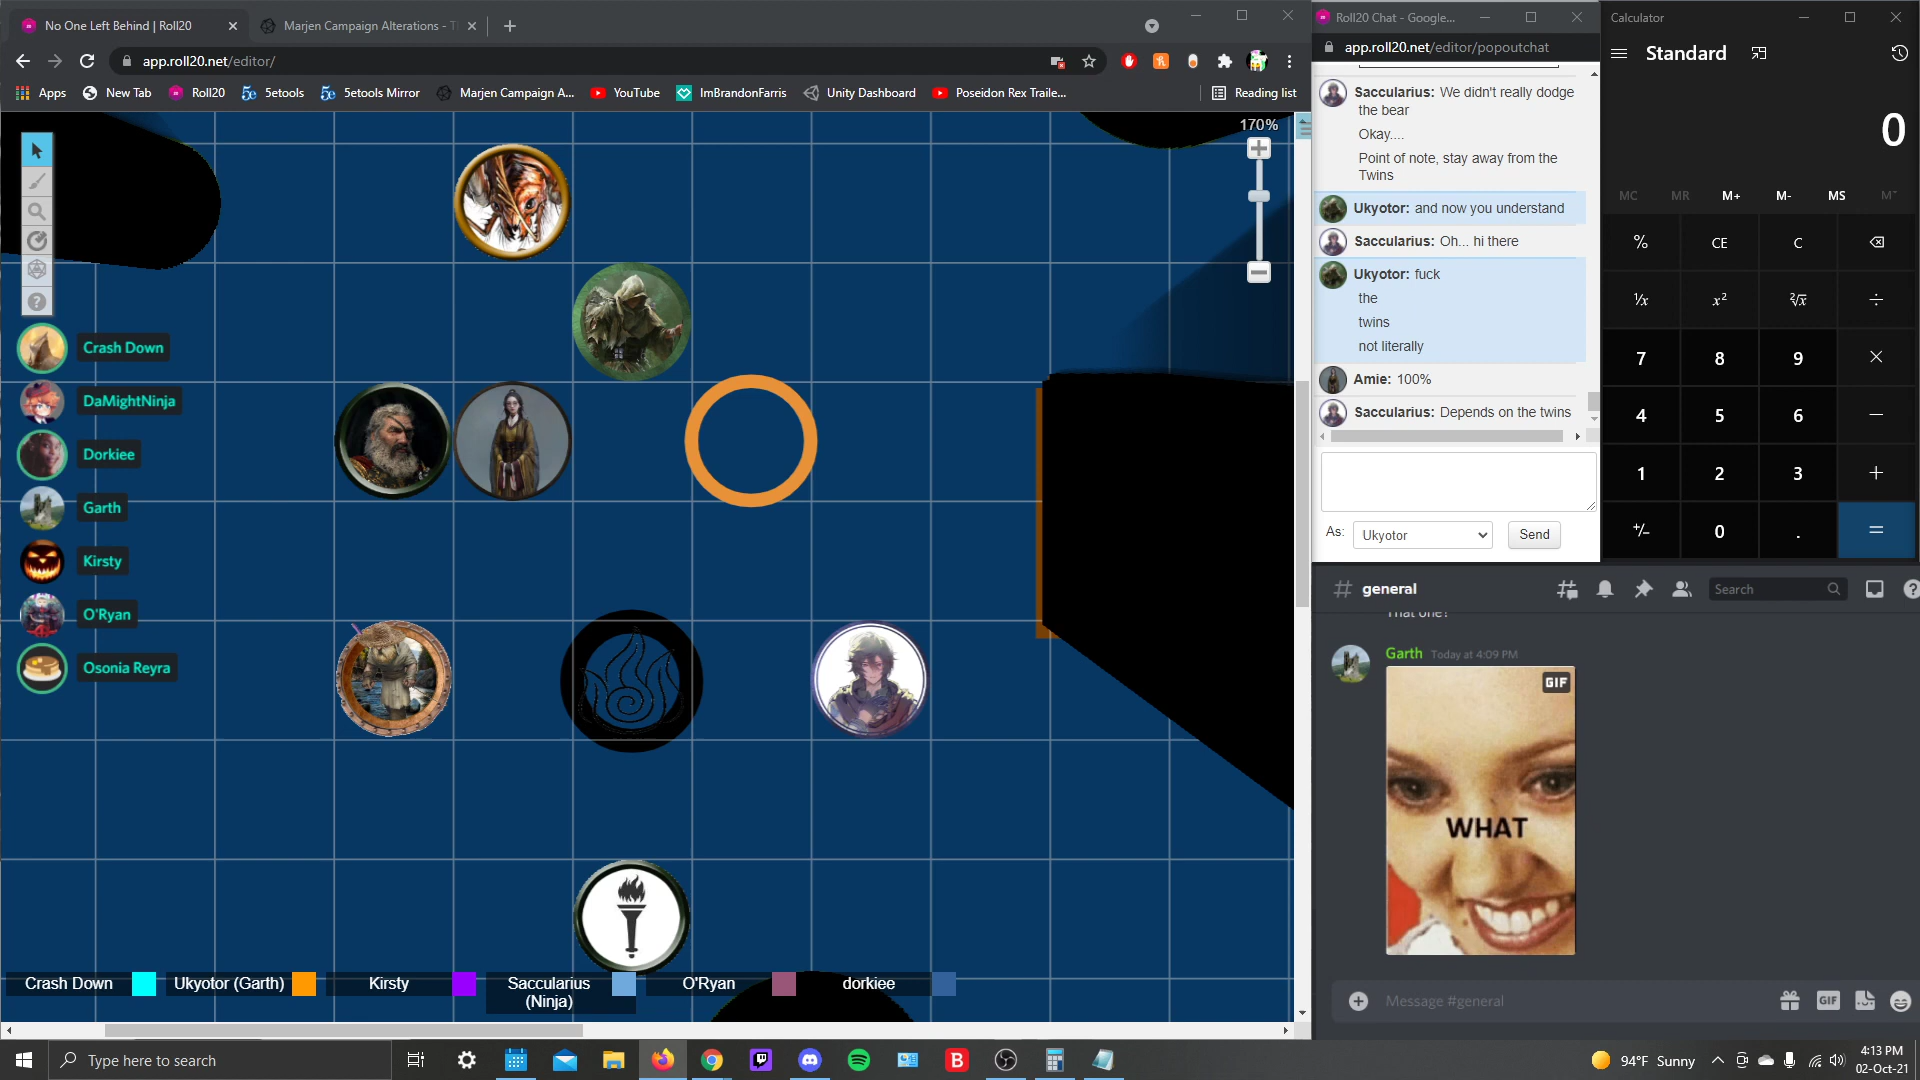 No One Left Behind | Roll20
Marjen Campaign Alterations - T
app.roll20.net/editor/
Apps
New Tab
Roll20
5etools
5etools Mirror
Marjen Campaign A...
YouTube
ImBrandonFarris
Unity Dashboard
Poseidon Rex Traile...
Reading list
170%
Crash Down
DaMightNinja
Dorkiee
Garth
Kirsty
O'Ryan
Osonia Reyra
Crash Down
Ukyotor (Garth)
Kirsty
Saccularius
(Ninja)
O'Ryan
dorkiee
Roll20 Chat - Google...
app.roll20.net/editor/popoutchat
Saccularius: We didn't really dodge
the bear
Okay....
Point of note, stay away from the
Twins
Ukyotor: and now you understand
Saccularius: Oh... hi there
Ukyotor: fuck
the
twins
not literally
Amie: 100%
Saccularius: Depends on the twins
As:
Ukyotor
Send
Calculator
Standard
0
MC MR M+ M- MS M˅
% CE C
¹/x x² ²√x ÷
7 8 9 ×
4 5 6 −
1 2 3 +
+/− 0 . =
# general
Search
That one?
Garth Today at 4:09 PM
GIF
WHAT
Message #general
GIF
Type here to search
94°F Sunny
4:13 PM
02-Oct-21